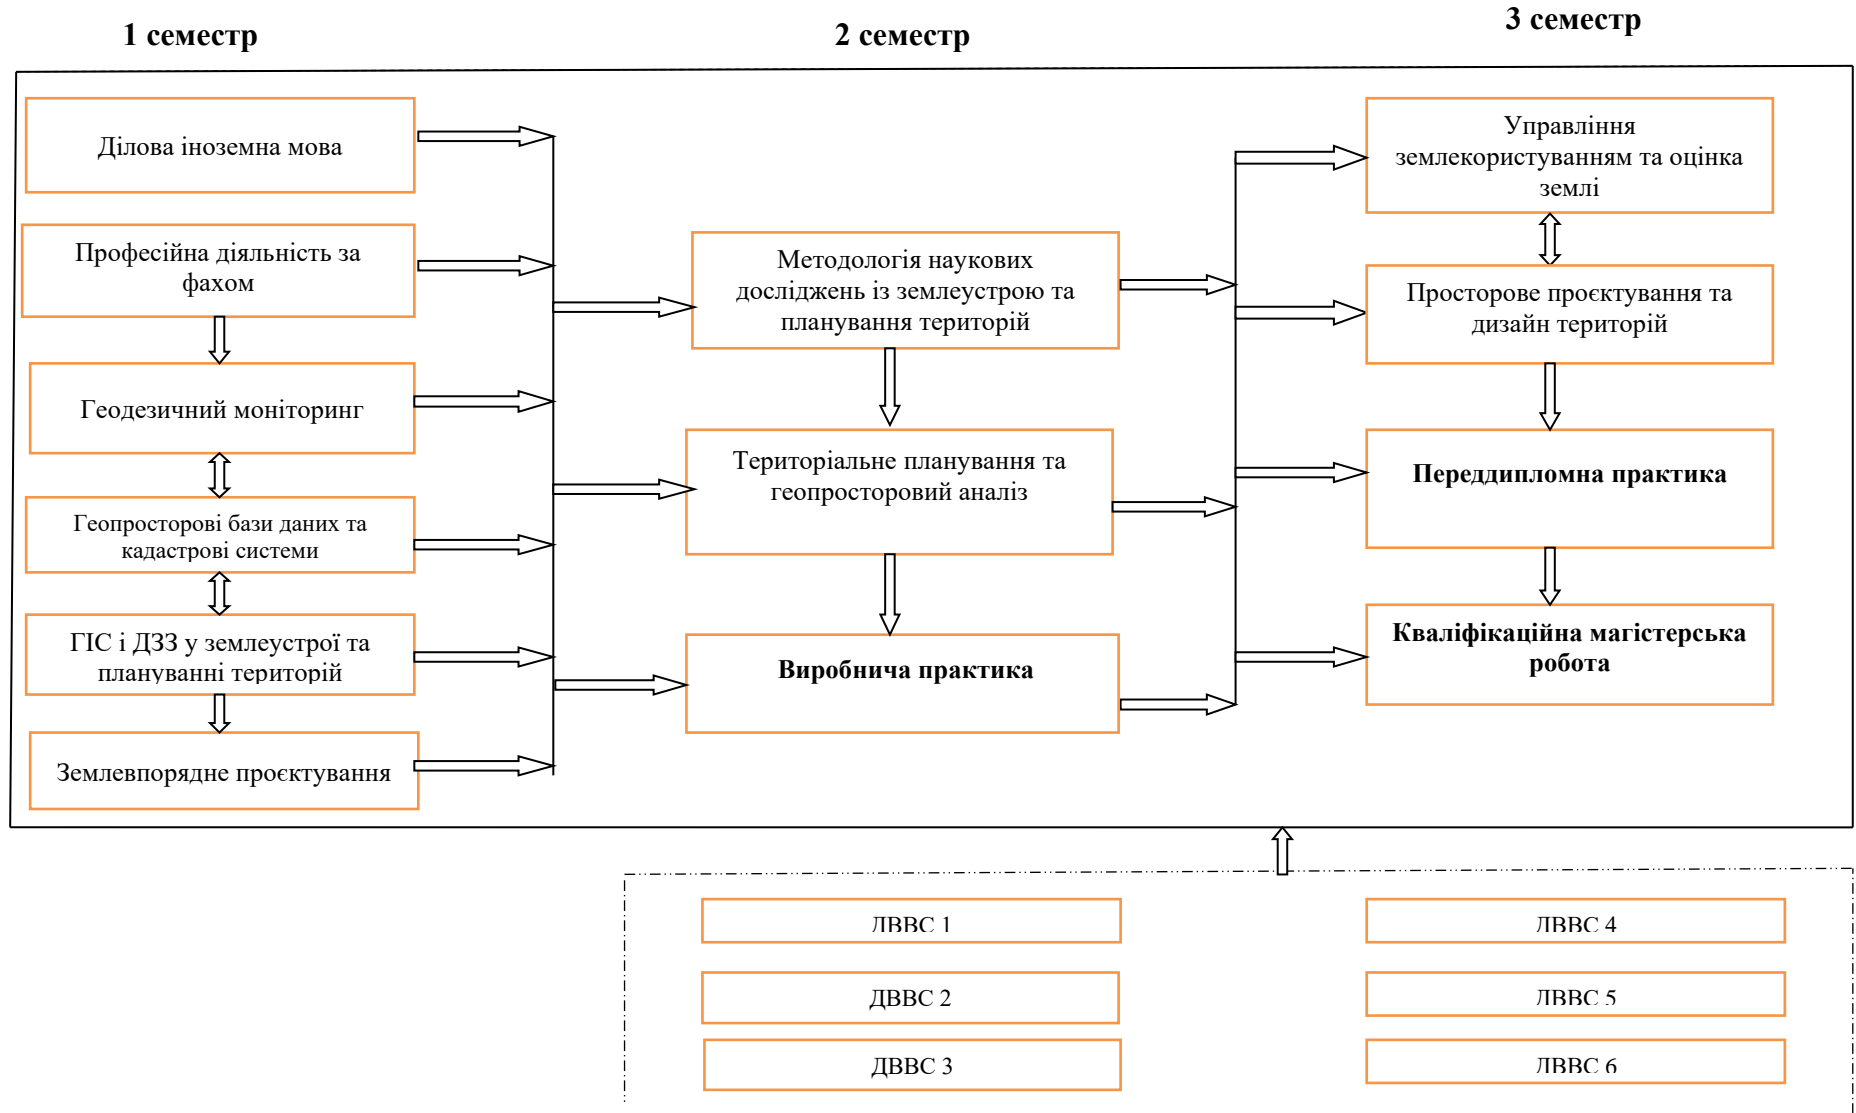 1 семестр
2 семестр
3 семестр
Ділова іноземна мова
Професійна діяльність за
фахом
Геодезичний моніторинг
Геопросторові бази даних та
кадастрові системи
ГІС і ДЗЗ у землеустрої та
плануванні територій
Землевпорядне проєктування
Методологія наукових
досліджень із землеустрою та
планування територій
Територіальне планування та
геопросторовий аналіз
Виробнича практика
Управління
землекористуванням та оцінка
землі
Просторове проєктування та
дизайн територій
Переддипломна практика
Кваліфікаційна магістерська
робота
ДВВС 1
ДВВС 2
ДВВС 3
ДВВС 4
ДВВС 5
ДВВС 6